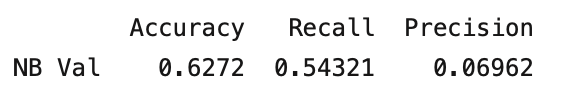 Accuracy Recall Precision
NB Val 0.6272 0.54321 0.06962